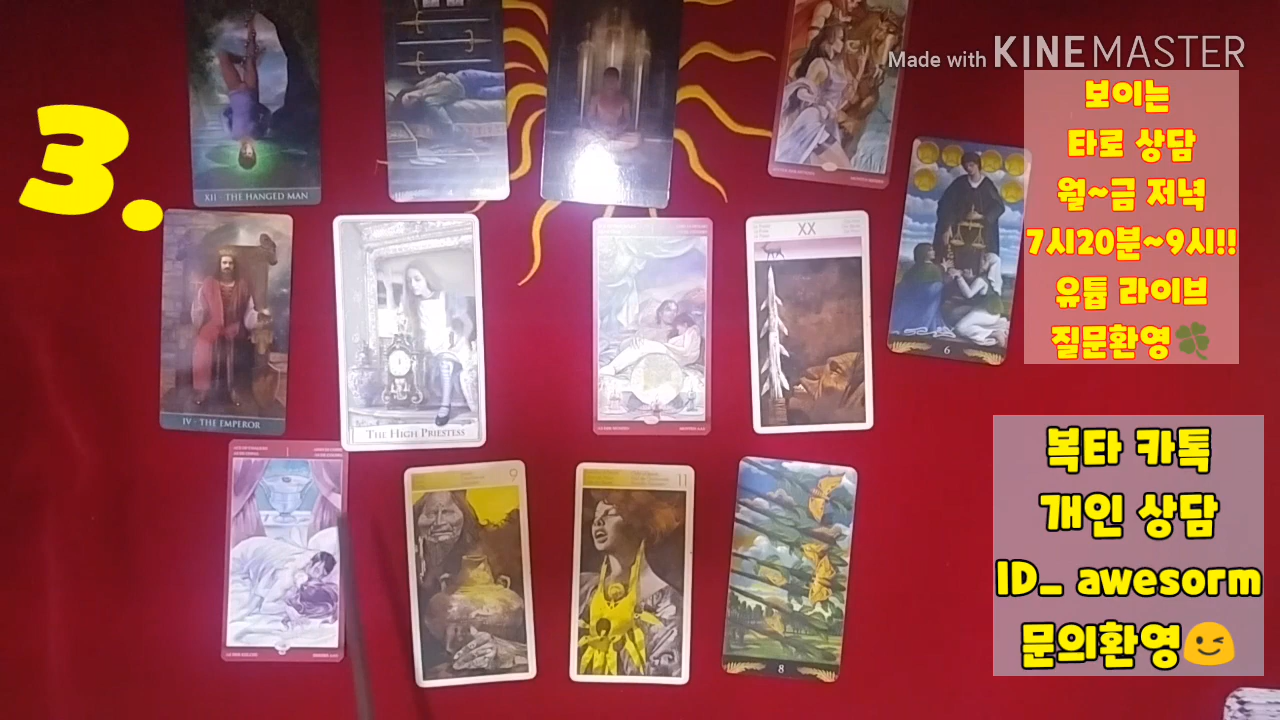 Made with KINEMASTER
3.
보이는
타로 상담
월~금 저녁
7시20분~9시!!
유튭 라이브
질문환영🍀
XII - THE HANGED MAN
IV - THE EMPEROR
THE HIGH PRIESTESS
XX
6
9
11
8
복타 카톡
개인 상담
ID_ awesorm
문의환영😉